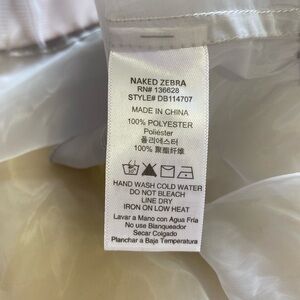 NAKED ZEBRA
RN# 136628
STYLE# DB114707
MADE IN CHINA
100% POLYESTER
Poliéster
폴리에스터
100% 聚酯纤维
HAND WASH COLD WATER
DO NOT BLEACH
LINE DRY
IRON ON LOW HEAT
Lavar a Mano con Agua Fria
No use Blanqueador
Secar Colgado
Planchar a Baja Temperatura